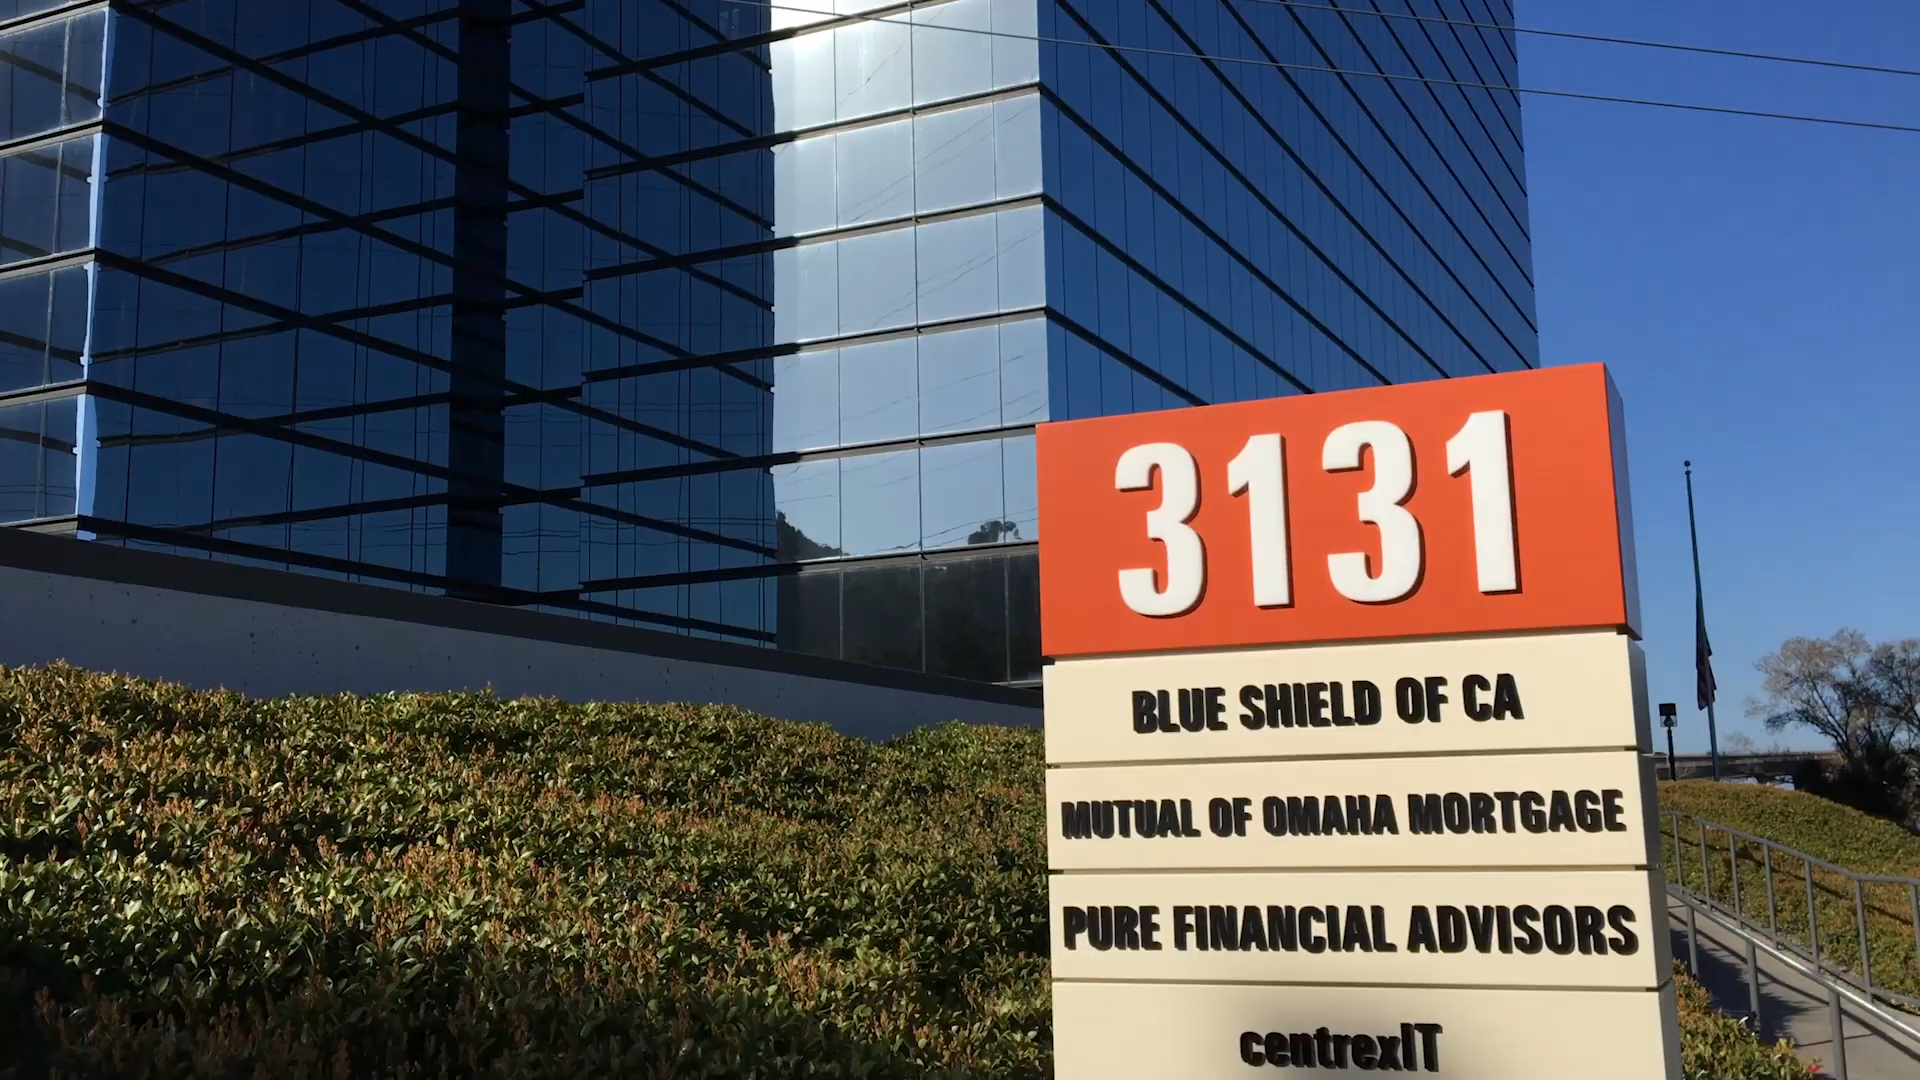 3131
BLUE SHIELD OF CA
MUTUAL OF OMAHA MORTGAGE
PURE FINANCIAL ADVISORS
centrexIT